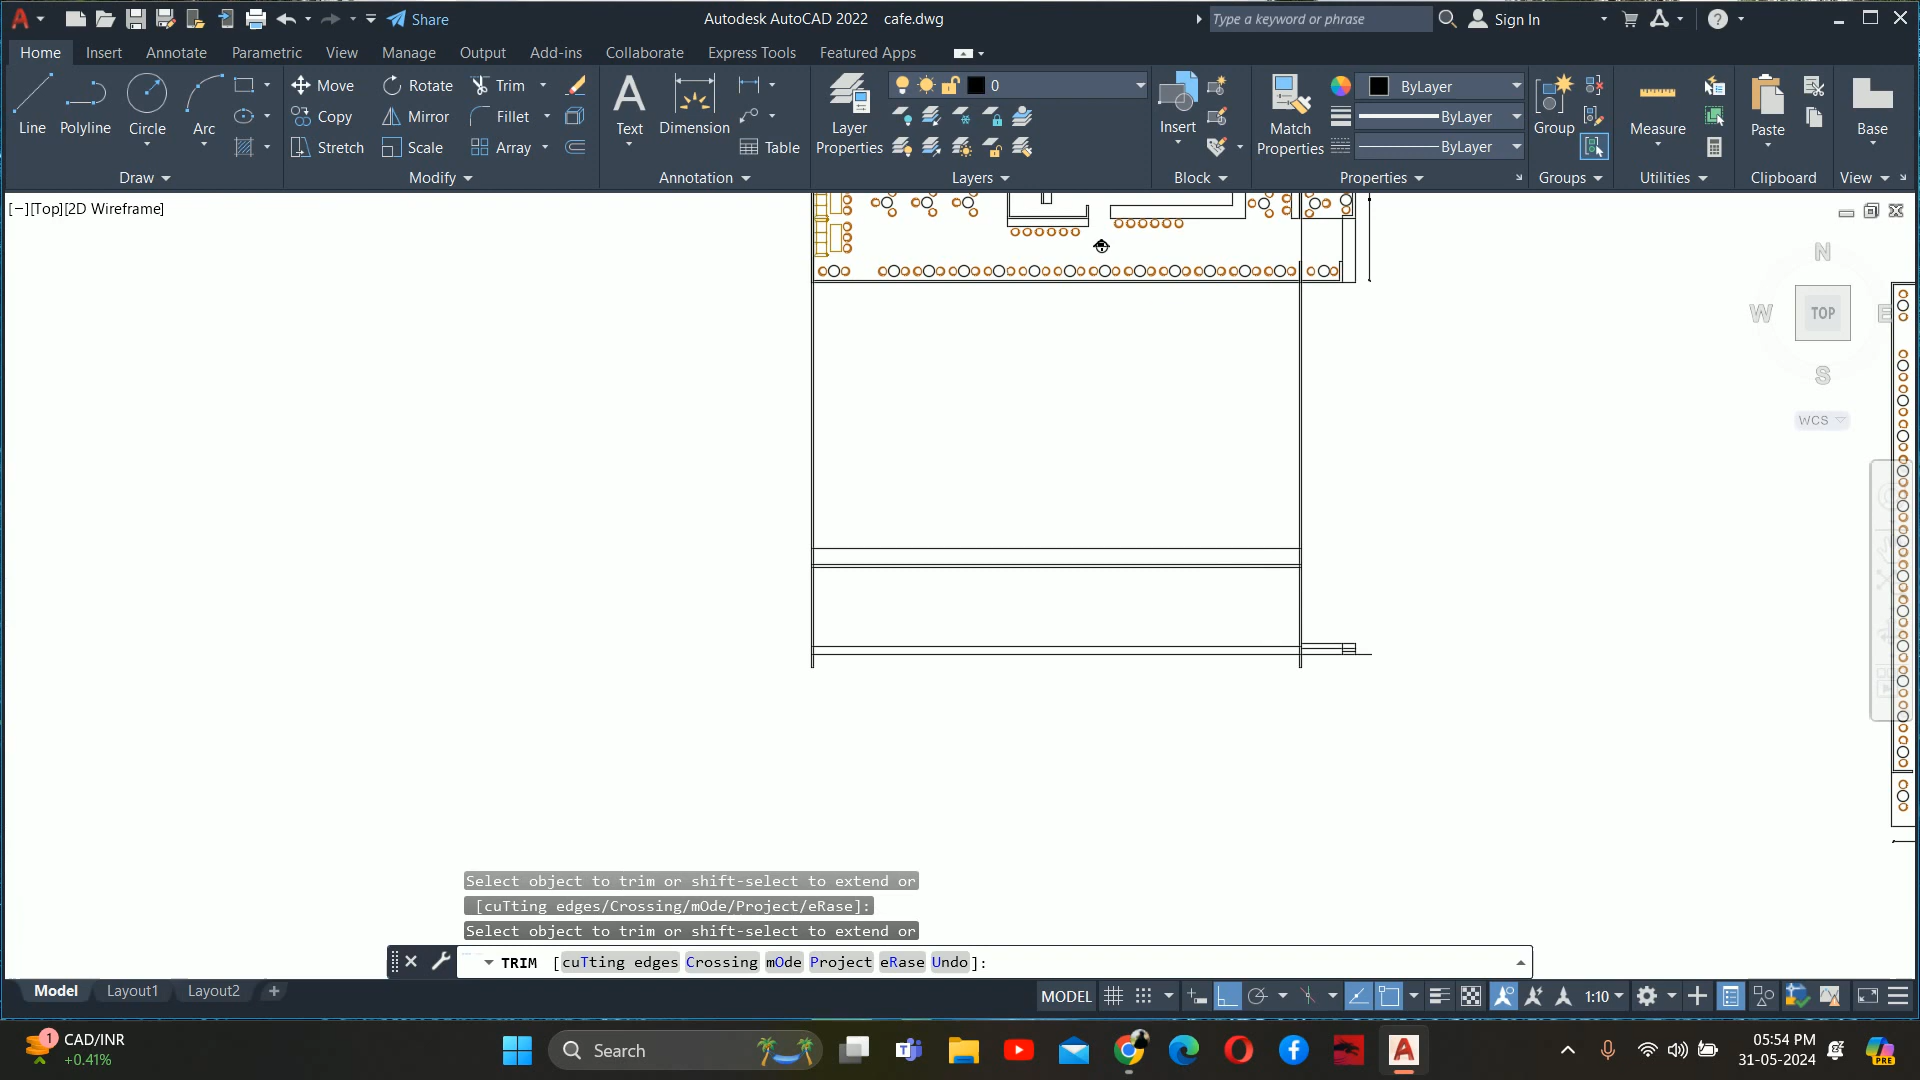 Share
Autodesk AutoCAD 2022 cafe.dwg
Type a keyword or phrase
Sign In
Home Insert Annotate Parametric View Manage Output Add-ins Collaborate Express Tools Featured Apps
Line Polyline Circle Arc
Move Rotate Trim
Copy Mirror Fillet
Stretch Scale Array
Text Dimension Table
Layer Properties
0
Insert
Match Properties
ByLayer
ByLayer
ByLayer
Group
Measure
Paste
Base
Draw Modify Annotation Layers Block Properties Groups Utilities Clipboard View
[−][Top][2D Wireframe]
N
W TOP E
S
WCS
Select object to trim or shift-select to extend or
[cuTting edges/Crossing/mOde/Project/eRase]:
Select object to trim or shift-select to extend or
TRIM [cuTting edges Crossing mOde Project eRase Undo]:
Model Layout1 Layout2
MODEL 1:10
1 CAD/INR
+0.41%
Search
05:54 PM
31-05-2024
PRE